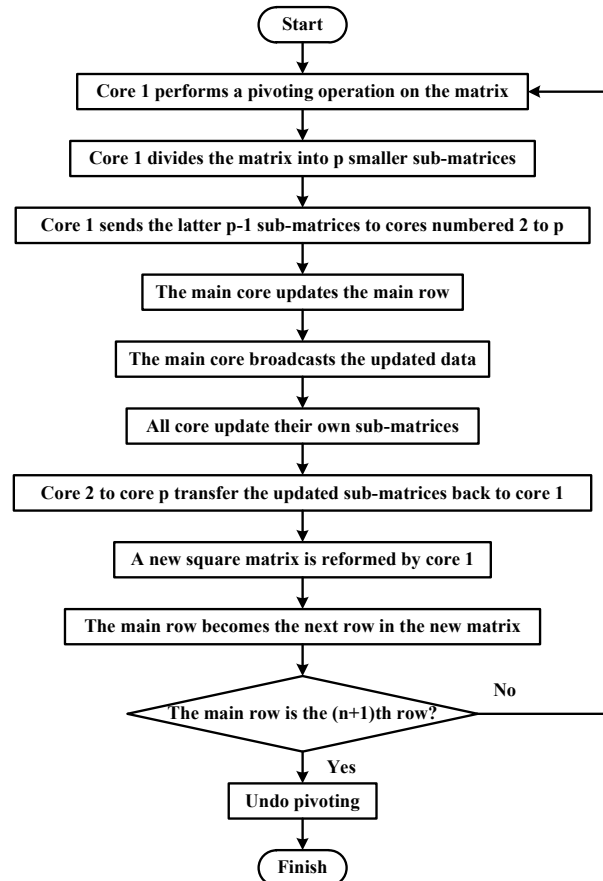 Start
Core 1 performs a pivoting operation on the matrix
Core 1 divides the matrix into p smaller sub-matrices
Core 1 sends the latter p-1 sub-matrices to cores numbered 2 to p
The main core updates the main row
The main core broadcasts the updated data
All core update their own sub-matrices
Core 2 to core p transfer the updated sub-matrices back to core 1
A new square matrix is reformed by core 1
The main row becomes the next row in the new matrix
No
The main row is the (n+1)th row?
Yes
Undo pivoting
Finish